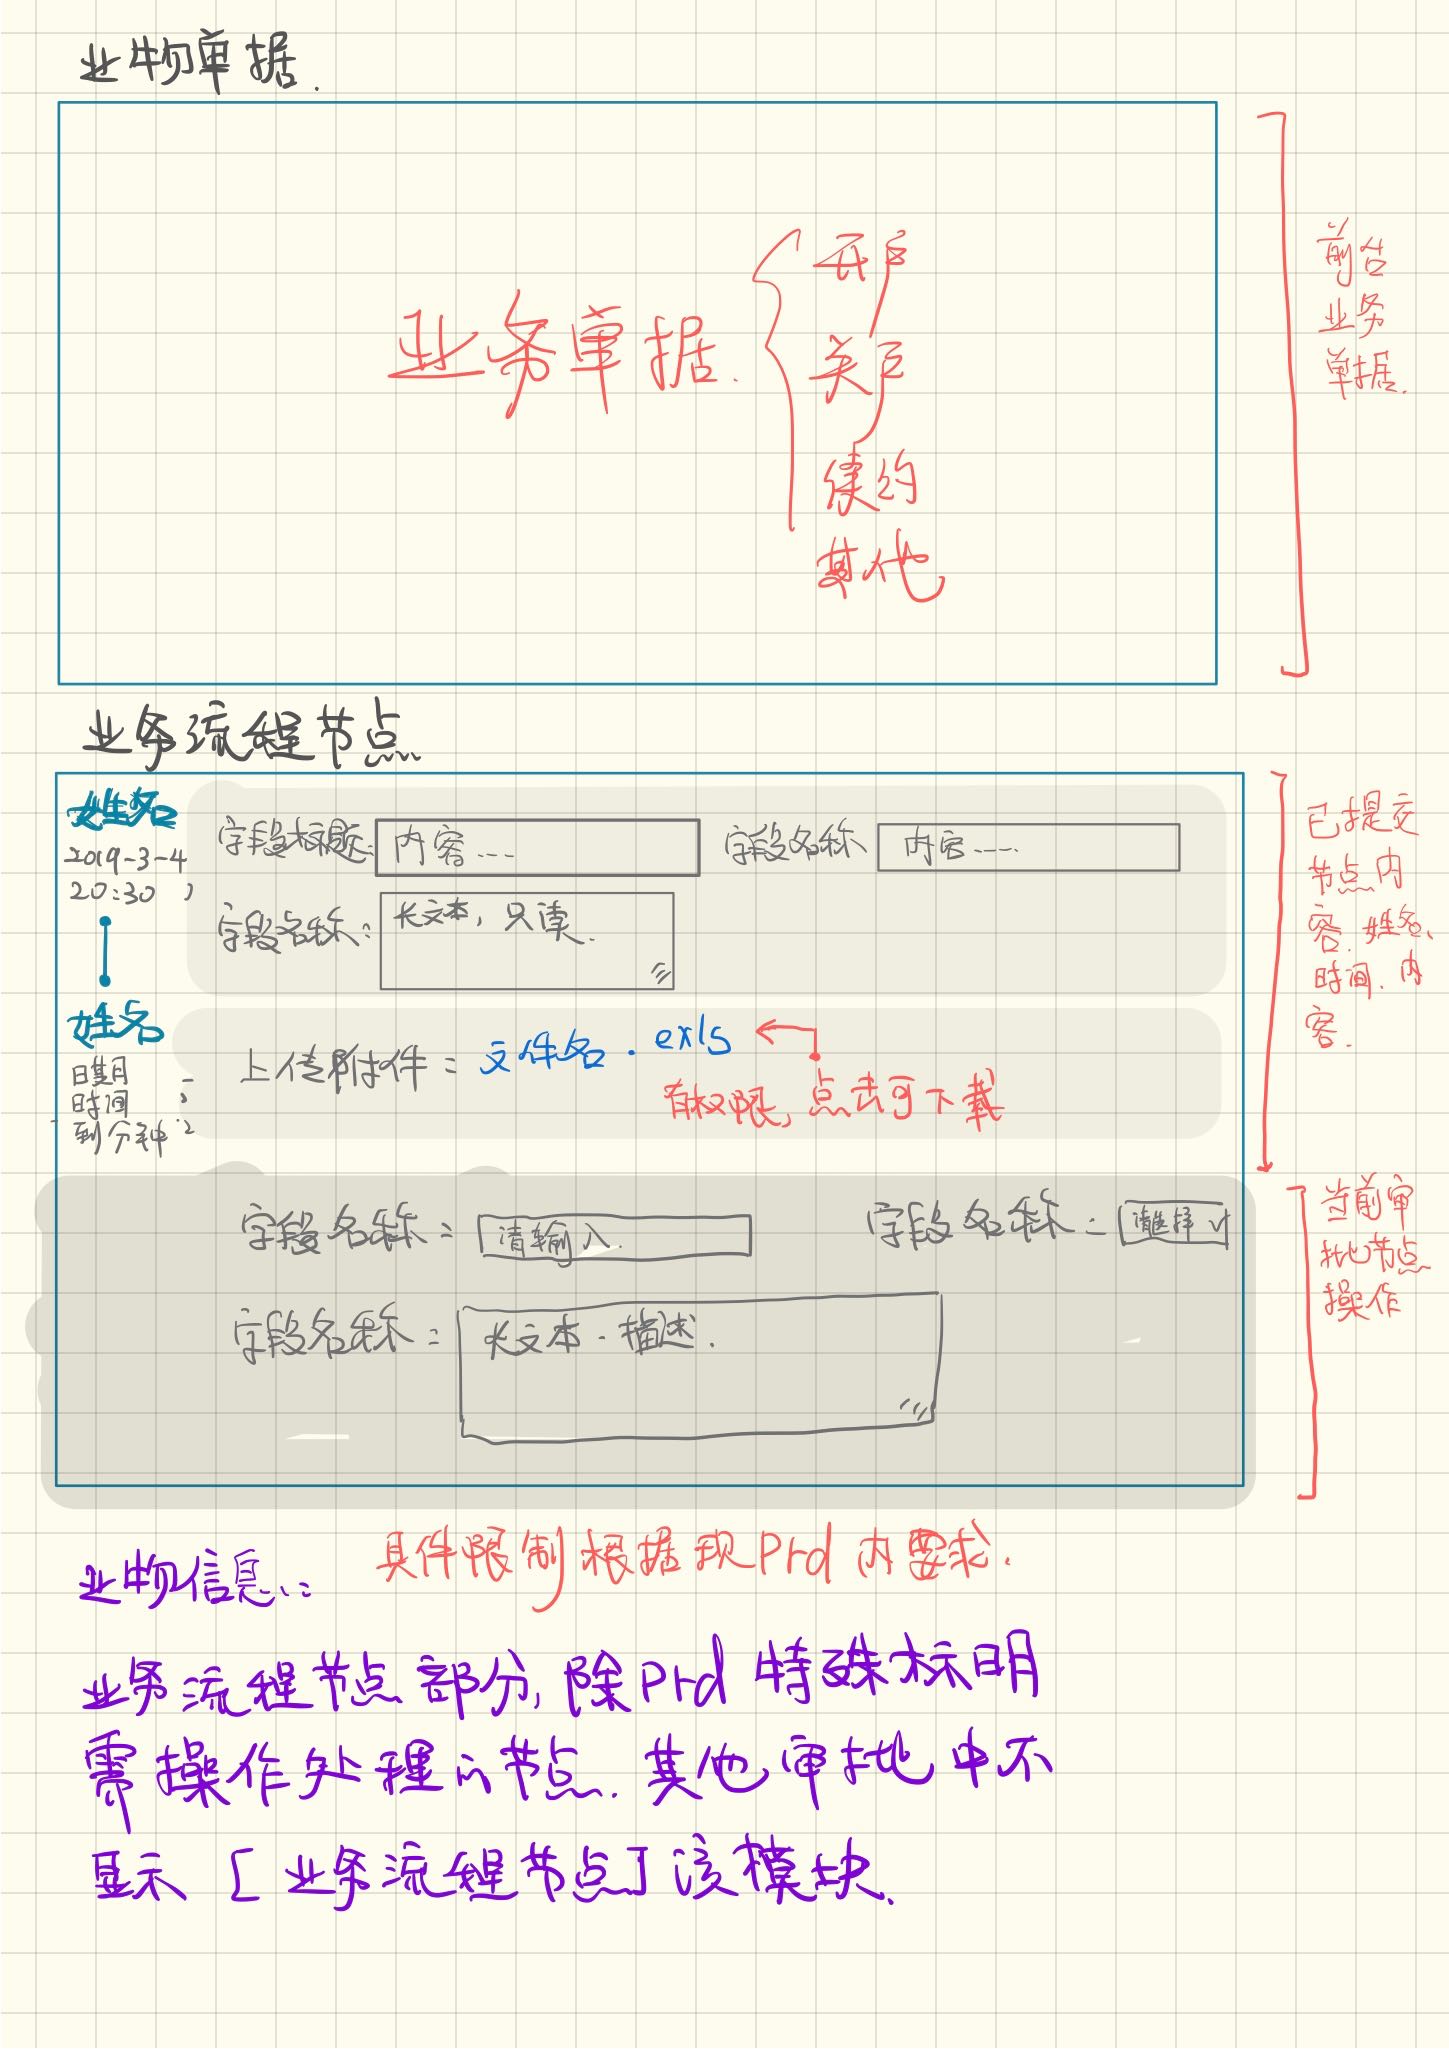 业物单据.
业务单据.
开户
关户
续约
其他
前台
业务
单据.
业务流程节点
姓名
2019-3-4
20:30
字段标题:
内容....
字段名称
内容.....
字段名称:
长文本,只读.
姓名
日期
时间
到分钟
上传附件:
文件名.exls
有权限,点击可下载
已提交
节点内
容.姓名、
时间.内
容.
字段名称:
请输入.
字段名称:
请选择
字段名称:
长文本.描述.
当前审
批节点
操作
具件限制根据现Prd内要求.
业物信息:
业务流程节点部分,除Prd特殊标明
需操作处理的节点.其他审批中不
显示[业务流程节点]该模块.